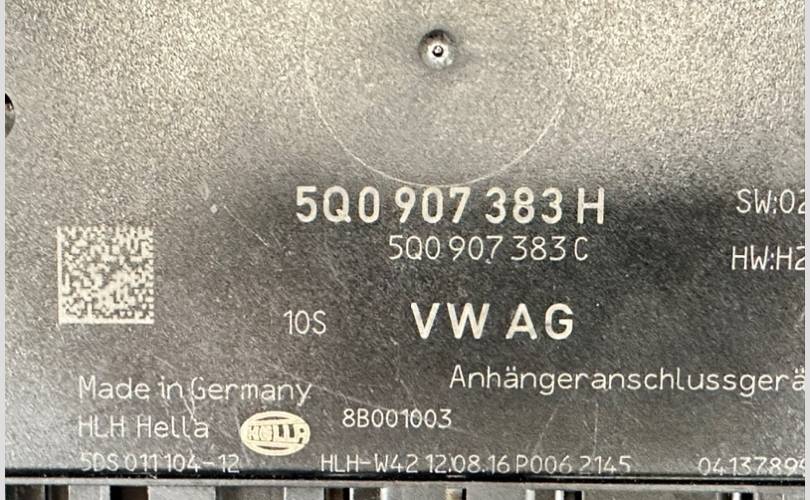 5Q0 907 383 H
5Q0 907 383 C
SW:02
HW:H2
10S VW AG
Anhängeranschlussgerä
Made in Germany
HLH Hella HELLA 8B001003
5DS 011 104-12 HLH-W42 12.08.16 P006 2145 04137899